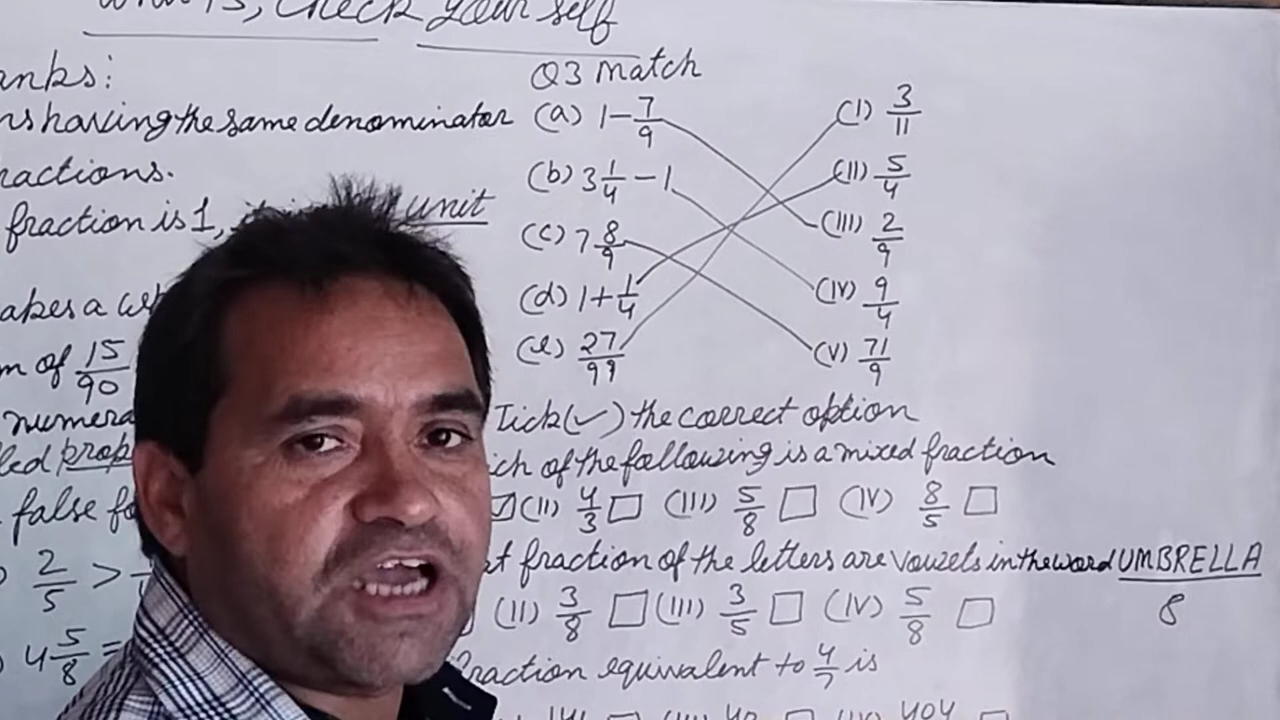 Check your self
Q3 Match
anks:
ns having the same denominator
ractions.
fraction is 1, unit
akes a
m of 15/90
numera
led prop
false fo
2/5 >
4 5/8 =
(a) 1 - 7/9 (I) 3/11
(b) 3 1/4 - 1 (II) 5/4
(c) 7 8/9 (III) 2/9
(d) 1 + 1/4 (IV) 9/4
(e) 27/99 (V) 71/9
Tick (✓) the correct option
ich of the following is a mixed fraction
(II) 4/3 □ (III) 5/8 □ (IV) 8/5 □
at fraction of the letters are vowels in the word UMBRELLA
8
(II) 3/8 □ (III) 3/5 □ (IV) 5/8 □
fraction equivalent to 4/7 is